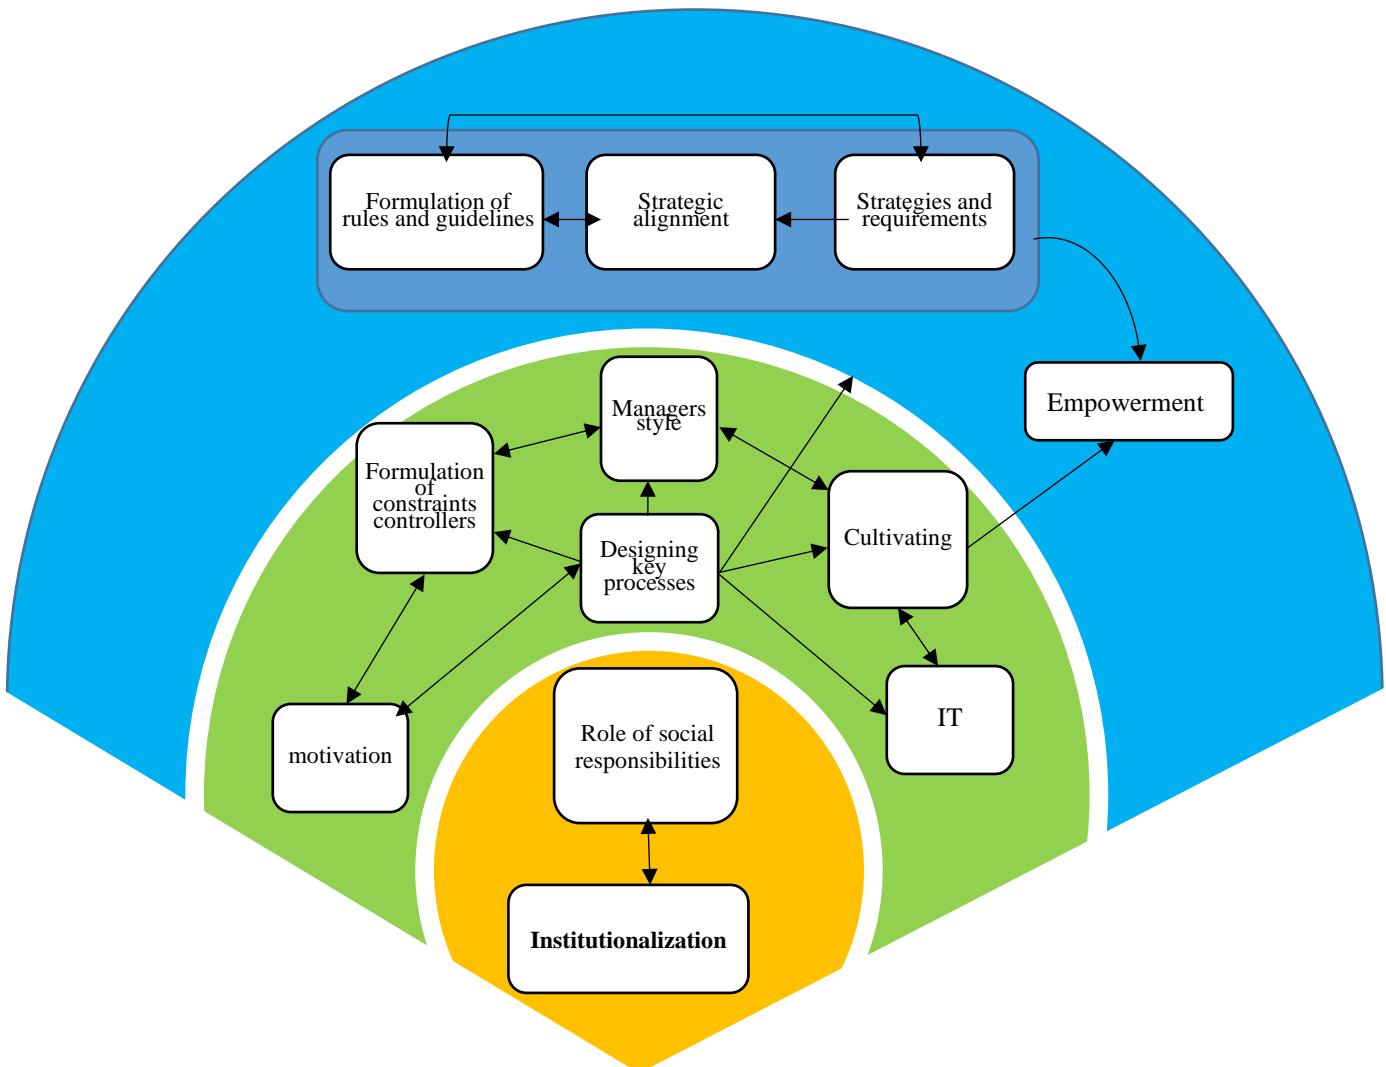 Formulation of
rules and guidelines
Strategic
alignment
Strategies and
requirements
Empowerment
Managers
style
Formulation
of
constraints
controllers
Designing
key
processes
Cultivating
IT
motivation
Role of social
responsibilities
Institutionalization